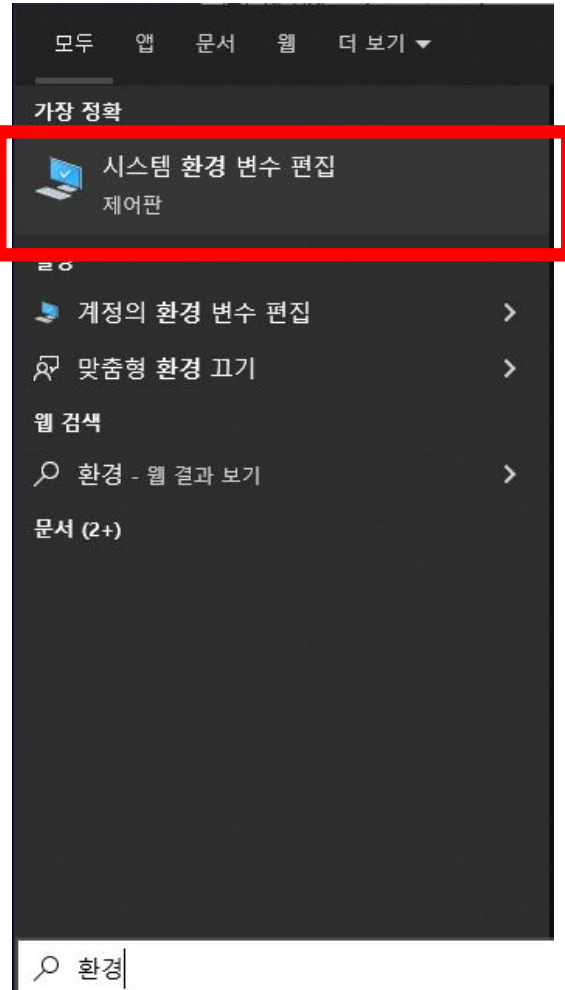 모두 앱 문서 웹 더 보기
가장 정확
시스템 환경 변수 편집
제어판
계정의 환경 변수 편집
맞춤형 환경 끄기
웹 검색
환경 - 웹 결과 보기
문서 (2+)
환경